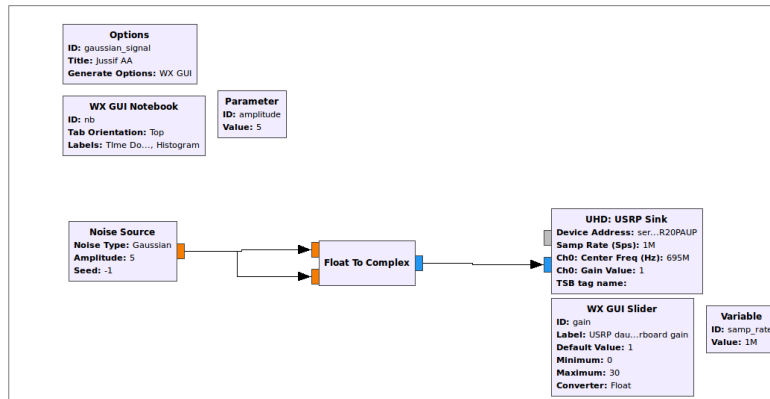 Options
ID: gaussian_signal
Title: Jussif AA
Generate Options: WX GUI
WX GUI Notebook
ID: nb
Tab Orientation: Top
Labels: TIme Do..., Histogram
Parameter
ID: amplitude
Value: 5
Noise Source
Noise Type: Gaussian
Amplitude: 5
Seed: -1
Float To Complex
UHD: USRP Sink
Device Address: ser...R20PAUP
Samp Rate (Sps): 1M
Ch0: Center Freq (Hz): 695M
Ch0: Gain Value: 1
TSB tag name:
WX GUI Slider
ID: gain
Label: USRP dau...rboard gain
Default Value: 1
Minimum: 0
Maximum: 30
Converter: Float
Variable
ID: samp_rate
Value: 1M